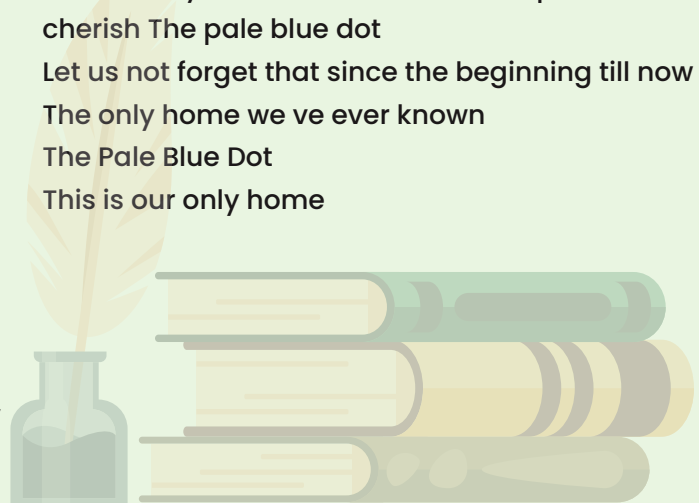 cherish The pale blue dot
Let us not forget that since the beginning till now
The only home we ve ever known
The Pale Blue Dot
This is our only home